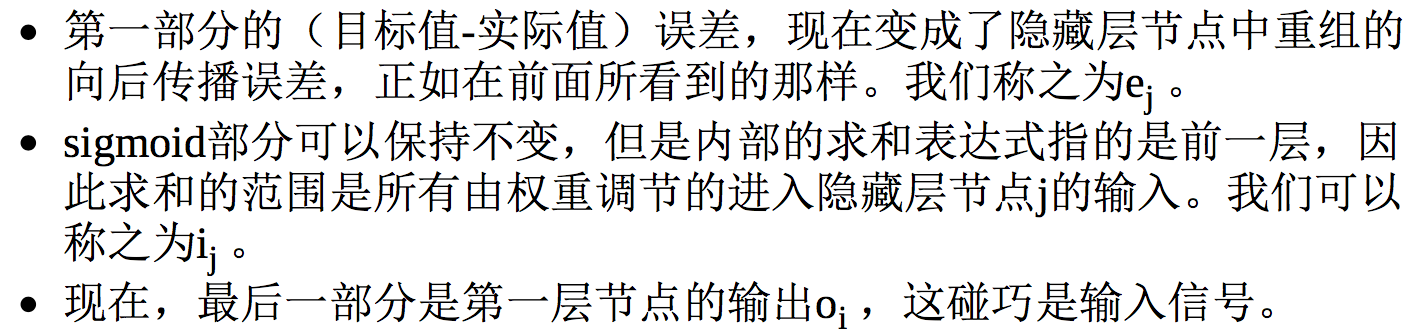 • 第一部分的（目标值-实际值）误差，现在变成了隐藏层节点中重组的
向后传播误差，正如在前面所看到的那样。我们称之为ej 。
• sigmoid部分可以保持不变，但是内部的求和表达式指的是前一层，因
此求和的范围是所有由权重调节的进入隐藏层节点j的输入。我们可以
称之为ij 。
• 现在，最后一部分是第一层节点的输出oi ，这碰巧是输入信号。